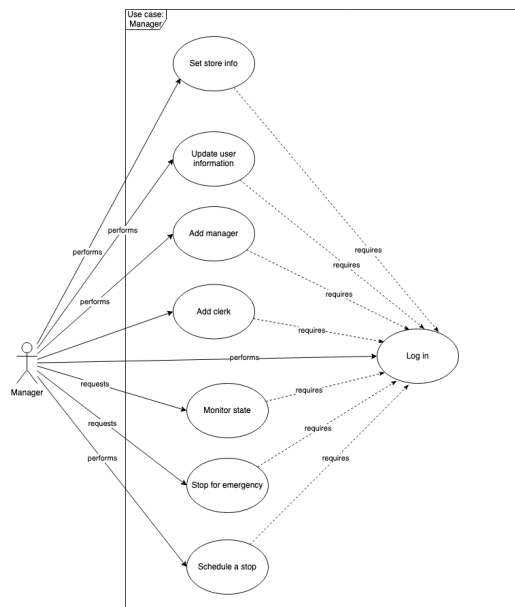 Use case:
Manager
Set store info
Update user
information
performs
performs
Add manager
requires
requires
performs
requires
Add clerk
requires
Manager
performs
Log in
requests
requires
Monitor state
requests
requires
performs
requires
Stop for emergency
Schedule a stop